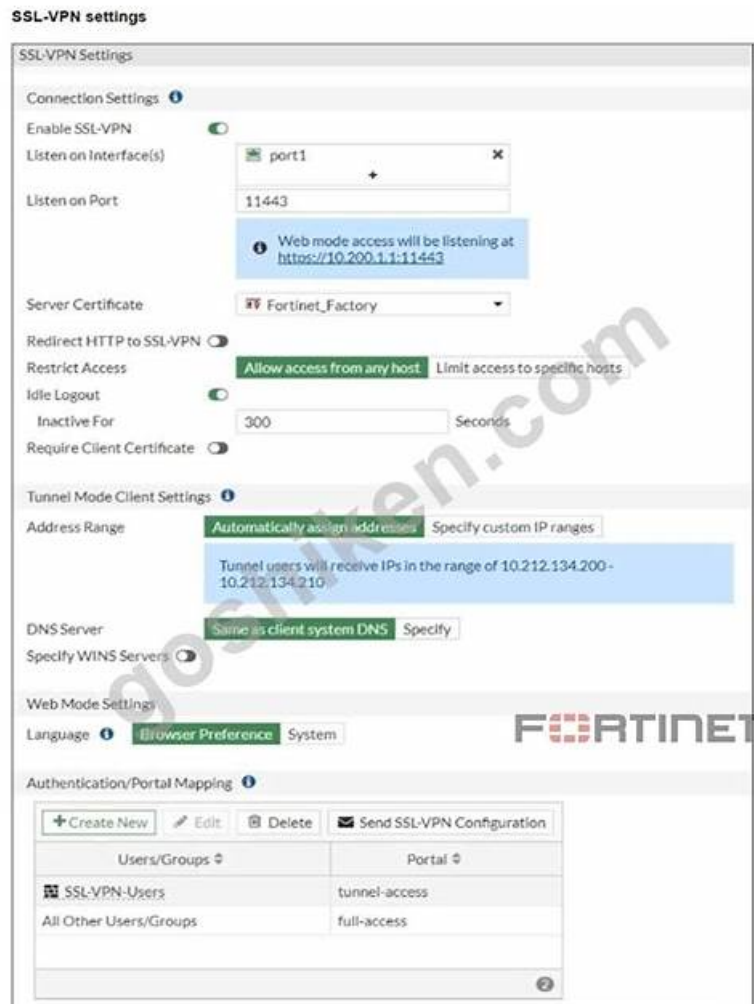 SSL-VPN settings
SSL-VPN Settings
Connection Settings
Enable SSL-VPN
Listen on Interface(s) port1
Listen on Port 11443
Web mode access will be listening at
https://10.200.1.1:11443
Server Certificate Fortinet_Factory
Redirect HTTP to SSL-VPN
Restrict Access Allow access from any host Limit access to specific hosts
Idle Logout
Inactive For 300 Seconds
Require Client Certificate
Tunnel Mode Client Settings
Address Range Automatically assign addresses Specify custom IP ranges
Tunnel users will receive IPs in the range of 10.212.134.200 -
10.212.134.210
DNS Server Same as client system DNS Specify
Specify WINS Servers
Web Mode Settings
Language Browser Preference System
FORTINET
Authentication/Portal Mapping
+ Create New Edit Delete Send SSL-VPN Configuration
Users/Groups Portal
SSL-VPN-Users tunnel-access
All Other Users/Groups full-access
2
goshiken.com